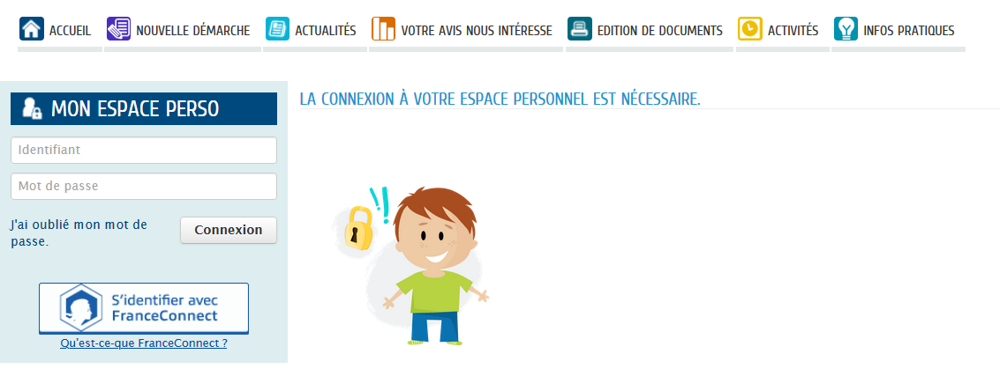 ACCUEIL
NOUVELLE DÉMARCHE
ACTUALITÉS
VOTRE AVIS NOUS INTÉRESSE
EDITION DE DOCUMENTS
ACTIVITÉS
INFOS PRATIQUES
MON ESPACE PERSO
Identifiant
Mot de passe
J'ai oublié mon mot de
passe.
Connexion
S'identifier avec
FranceConnect
Qu'est-ce-que FranceConnect ?
LA CONNEXION À VOTRE ESPACE PERSONNEL EST NÉCESSAIRE.